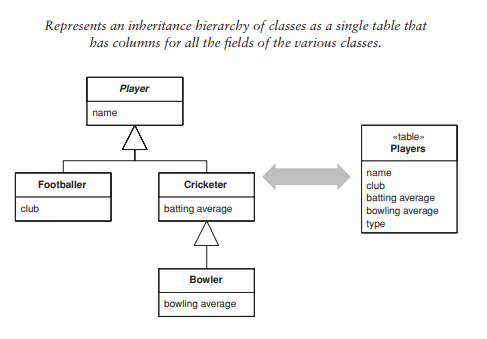 Represents an inheritance hierarchy of classes as a single table that
has columns for all the fields of the various classes.
Player
name
Footballer
club
Cricketer
batting average
Bowler
bowling average
«table»
Players
name
club
batting average
bowling average
type